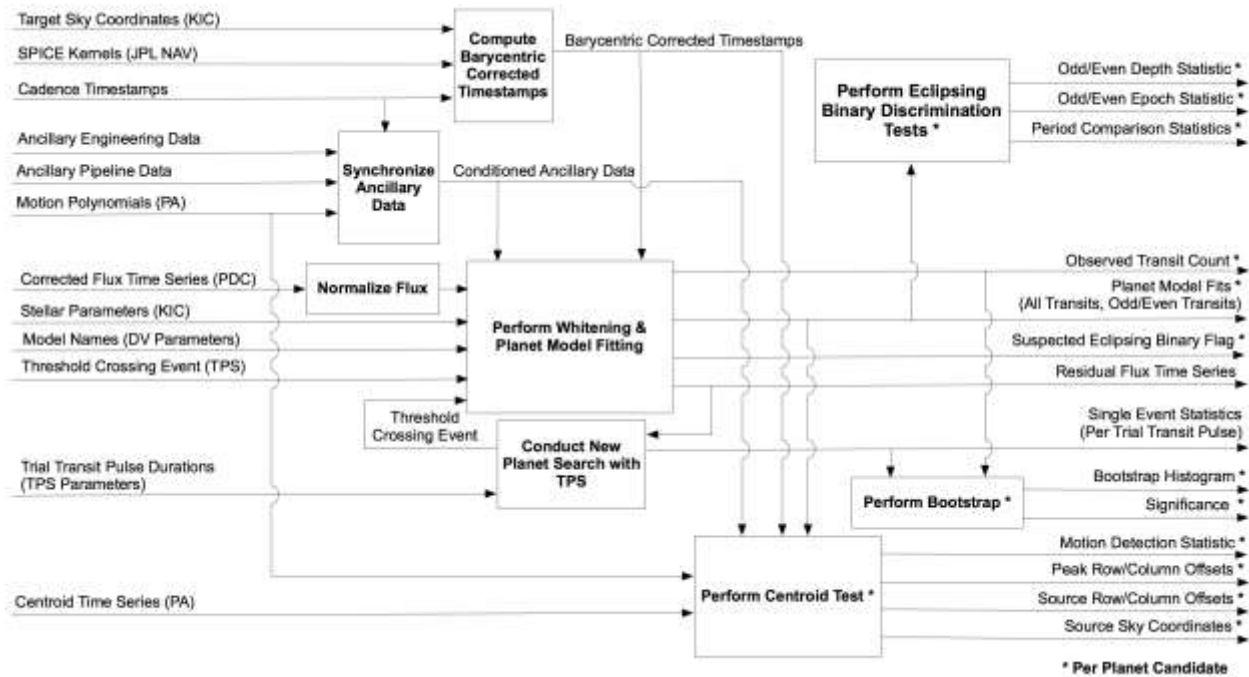 Target Sky Coordinates (KIC)
SPICE Kernels (JPL NAV)
Cadence Timestamps
Compute
Barycentric
Corrected
Timestamps
Barycentric Corrected Timestamps
Ancillary Engineering Data
Ancillary Pipeline Data
Motion Polynomials (PA)
Synchronize
Ancillary
Data
Conditioned Ancillary Data
Perform Eclipsing
Binary Discrimination
Tests *
Odd/Even Depth Statistic *
Odd/Even Epoch Statistic *
Period Comparison Statistics *
Corrected Flux Time Series (PDC)
Normalize Flux
Stellar Parameters (KIC)
Model Names (DV Parameters)
Threshold Crossing Event (TPS)
Perform Whitening &
Planet Model Fitting
Observed Transit Count *
Planet Model Fits *
(All Transits, Odd/Even Transits)
Suspected Eclipsing Binary Flag *
Residual Flux Time Series
Threshold
Crossing Event
Conduct New
Planet Search with
TPS
Single Event Statistics
(Per Trial Transit Pulse)
Trial Transit Pulse Durations
(TPS Parameters)
Perform Bootstrap *
Bootstrap Histogram *
Significance *
Centroid Time Series (PA)
Perform Centroid Test *
Motion Detection Statistic *
Peak Row/Column Offsets *
Source Row/Column Offsets *
Source Sky Coordinates *
* Per Planet Candidate